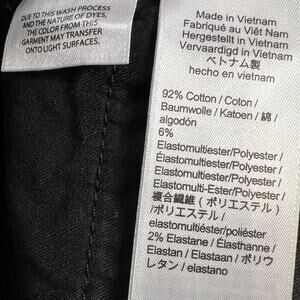 DUE TO THIS WASH PROCESS
AND THE NATURE OF DYES,
THE COLOR FROM THIS
GARMENT MAY TRANSFER
ONTO LIGHT SURFACES.
Made in Vietnam
Fabriqué au Viêt Nam
Hergestellt in Vietnam
Vervaardigd in Vietnam
ベトナム製
hecho en vietnam
92% Cotton / Coton /
Baumwolle / Katoen / 綿 /
algodón
6%
Elastomultiester/Polyester /
Élastomultiester/Polyester /
Elastomultiester/Polyester /
Elastomulti-Ester/Polyester /
複合繊維 ( ポリエステル )
/ポリエステル /
elastomultiéster/poliéster
2% Elastane / Élasthanne /
Elastan / Elastaan / ポリウ
レタン / elastano